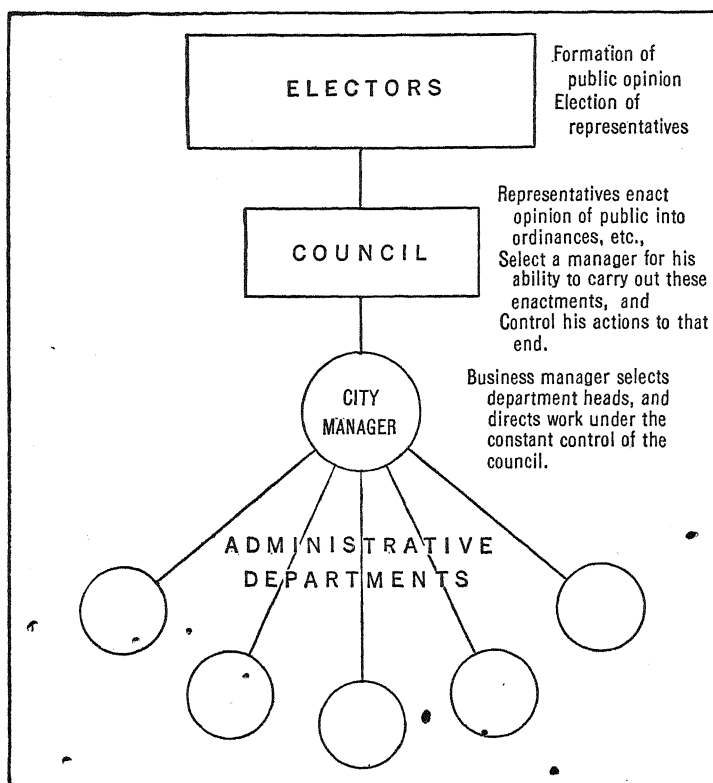 ELECTORS
Formation of
public opinion
Election of
representatives
COUNCIL
Representatives enact
opinion of public into
ordinances, etc.,
Select a manager for his
ability to carry out these
enactments, and
Control his actions to that
end.
CITY
MANAGER
Business manager selects
department heads, and
directs work under the
constant control of the
council.
ADMINISTRATIVE
DEPARTMENTS